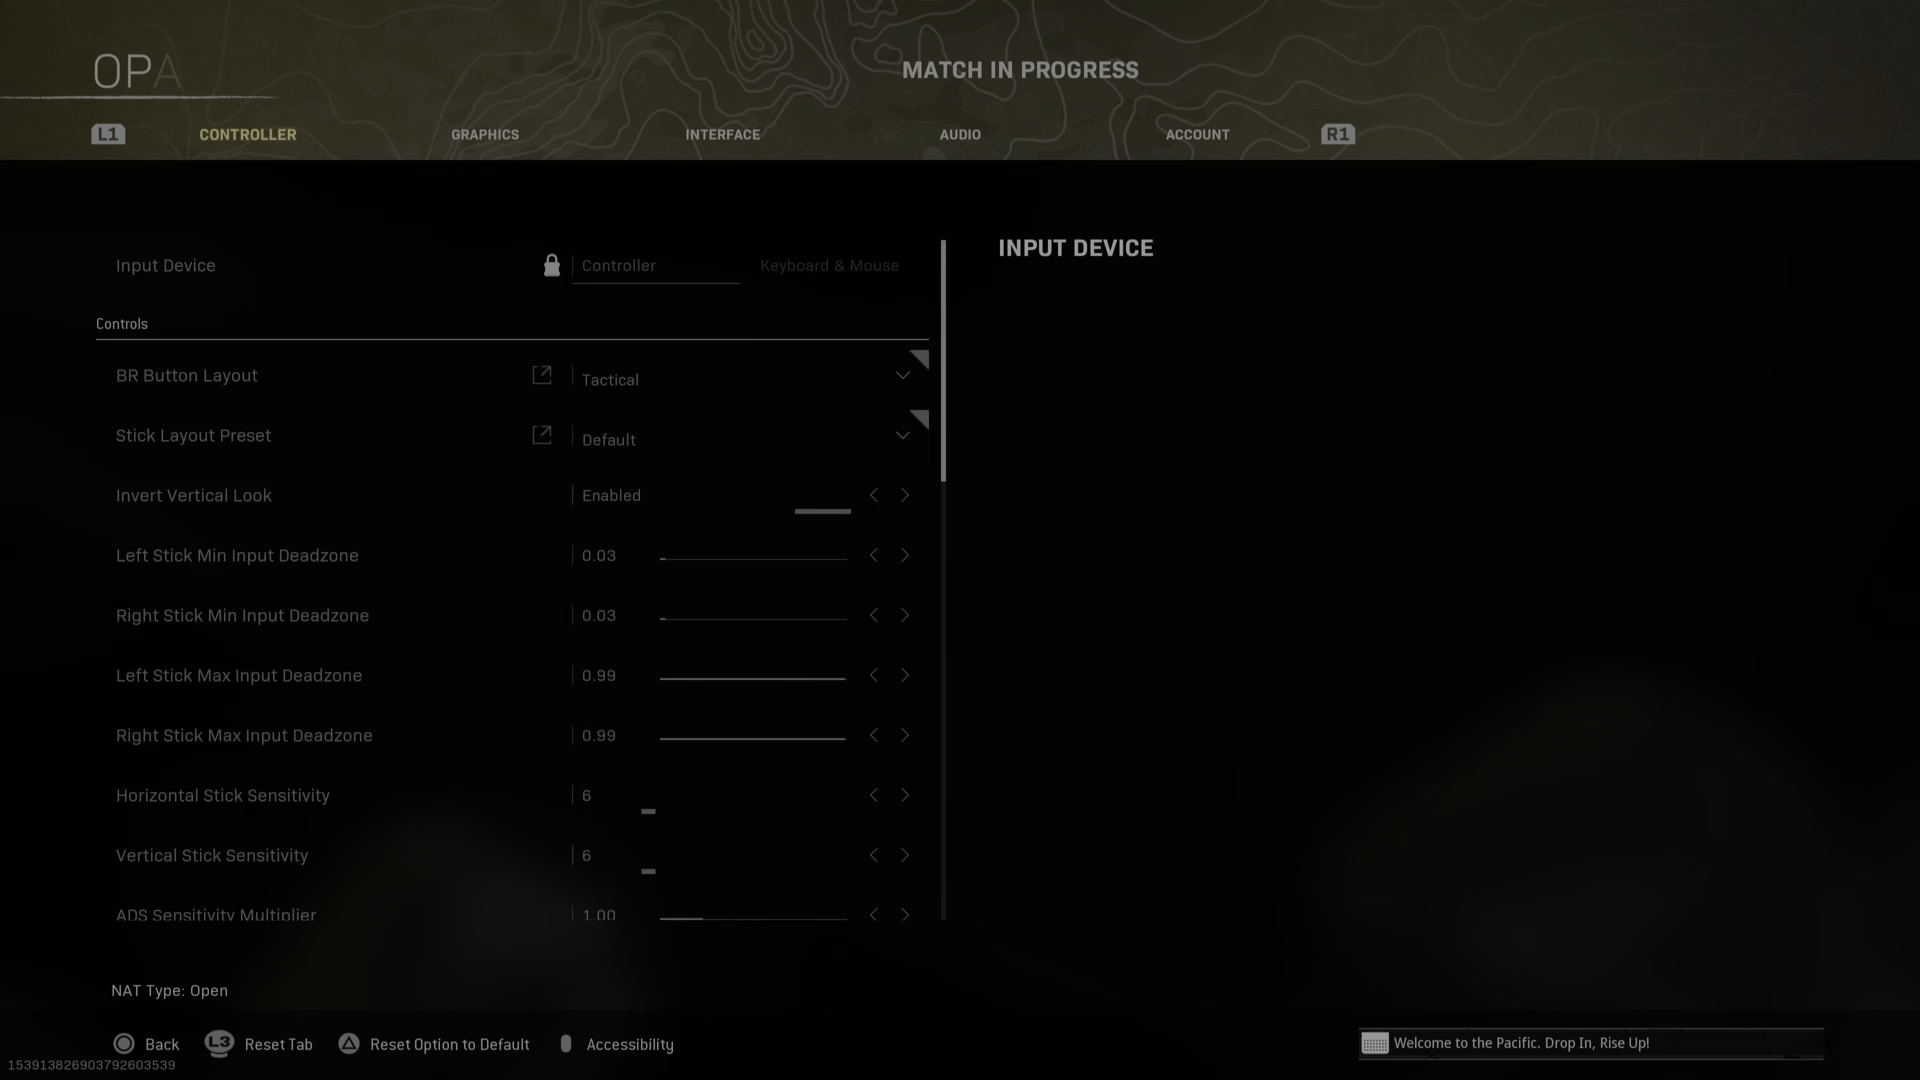 OPA
MATCH IN PROGRESS
L1 CONTROLLER GRAPHICS INTERFACE AUDIO ACCOUNT R1
Input Device Controller Keyboard & Mouse
INPUT DEVICE
Controls
BR Button Layout Tactical
Stick Layout Preset Default
Invert Vertical Look Enabled
Left Stick Min Input Deadzone 0.03
Right Stick Min Input Deadzone 0.03
Left Stick Max Input Deadzone 0.99
Right Stick Max Input Deadzone 0.99
Horizontal Stick Sensitivity 6
Vertical Stick Sensitivity 6
ADS Sensitivity Multiplier 1.00
NAT Type: Open
Back L3 Reset Tab Reset Option to Default Accessibility
Welcome to the Pacific. Drop In, Rise Up!
153913826903792603539